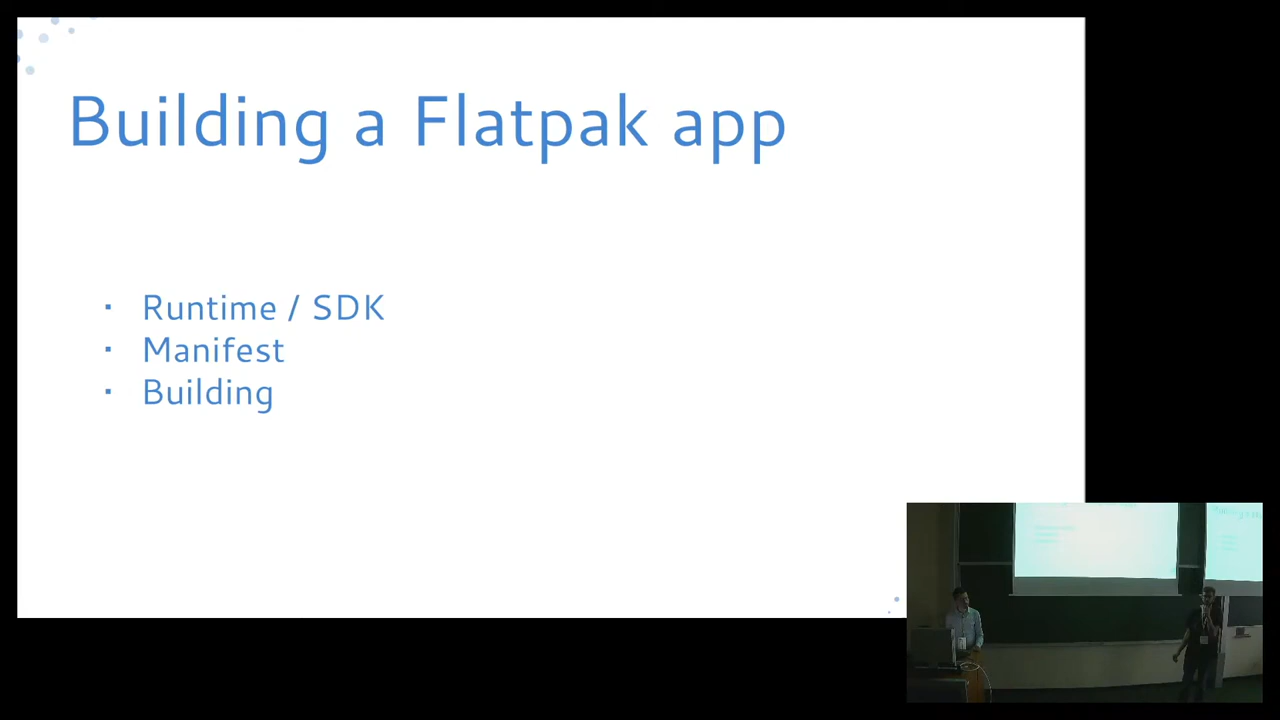 Building a Flatpak app
▪ Runtime / SDK
▪ Manifest
▪ Building